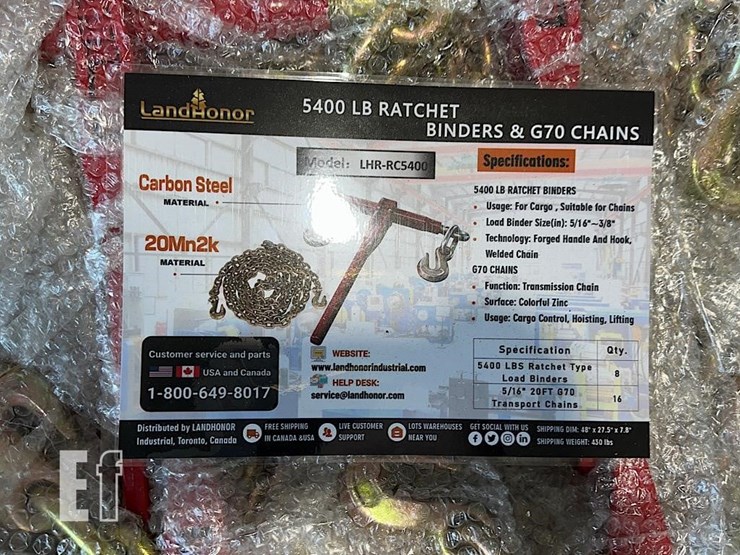 LandHonor
5400 LB RATCHET
BINDERS & G70 CHAINS
Model: LHR-RC5400
Specifications:
Carbon Steel
MATERIAL
20Mn2k
MATERIAL
5400 LB RATCHET BINDERS
• Usage: For Cargo , Suitable for Chains
• Load Binder Size(in): 5/16"~3/8"
• Technology: Forged Handle And Hook,
Welded Chain
G70 CHAINS
• Function: Transmission Chain
• Surface: Colorful Zinc
• Usage: Cargo Control, Hoisting, Lifting
Specification Qty.
5400 LBS Ratchet Type
Load Binders 8
5/16" 20FT G70
Transport Chains 16
Customer service and parts
USA and Canada
1-800-649-8017
WEBSITE:
www.landhonorindustrial.com
HELP DESK:
service@landhonor.com
Distributed by LANDHONOR
Industrial, Toronto, Canada
FREE SHIPPING
IN CANADA &USA
LIVE CUSTOMER
SUPPORT
LOTS WAREHOUSES
NEAR YOU
GET SOCIAL WITH US
SHIPPING DIM: 48" x 27.5" x 7.8"
SHIPPING WEIGHT: 430 lbs
Ef